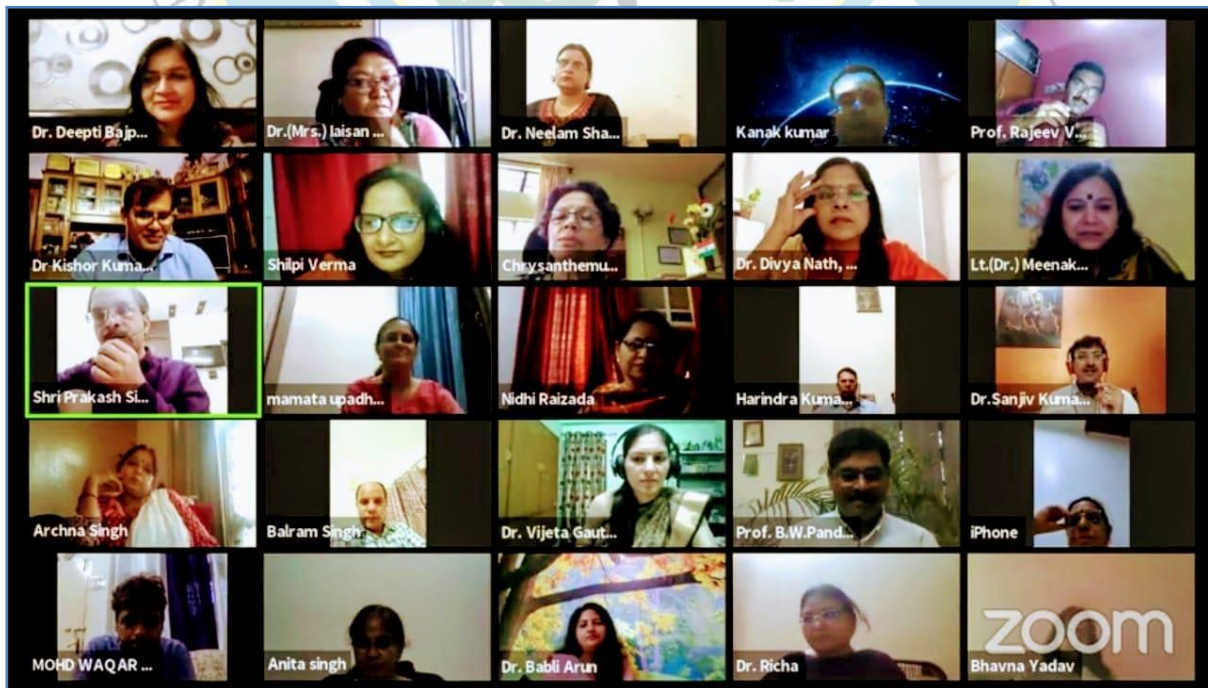 Dr. Deepti Bajp...
Dr.(Mrs.) Iaisan ...
Dr. Neelam Sha...
Kanak kumar
Prof. Rajeev V...
Dr Kishor Kuma...
Shilpi Verma
Chrysanthemu...
Dr. Divya Nath, ...
Lt.(Dr.) Meenak...
Shri Prakash Si...
mamata upadh...
Nidhi Raizada
Harindra Kuma...
Dr.Sanjiv Kuma...
Archna Singh
Balram Singh
Dr. Vijeta Gaut...
Prof. B.W.Pand...
iPhone
MOHD WAQAR ...
Anita singh
Dr. Babli Arun
Dr. Richa
Bhavna Yadav
zoom